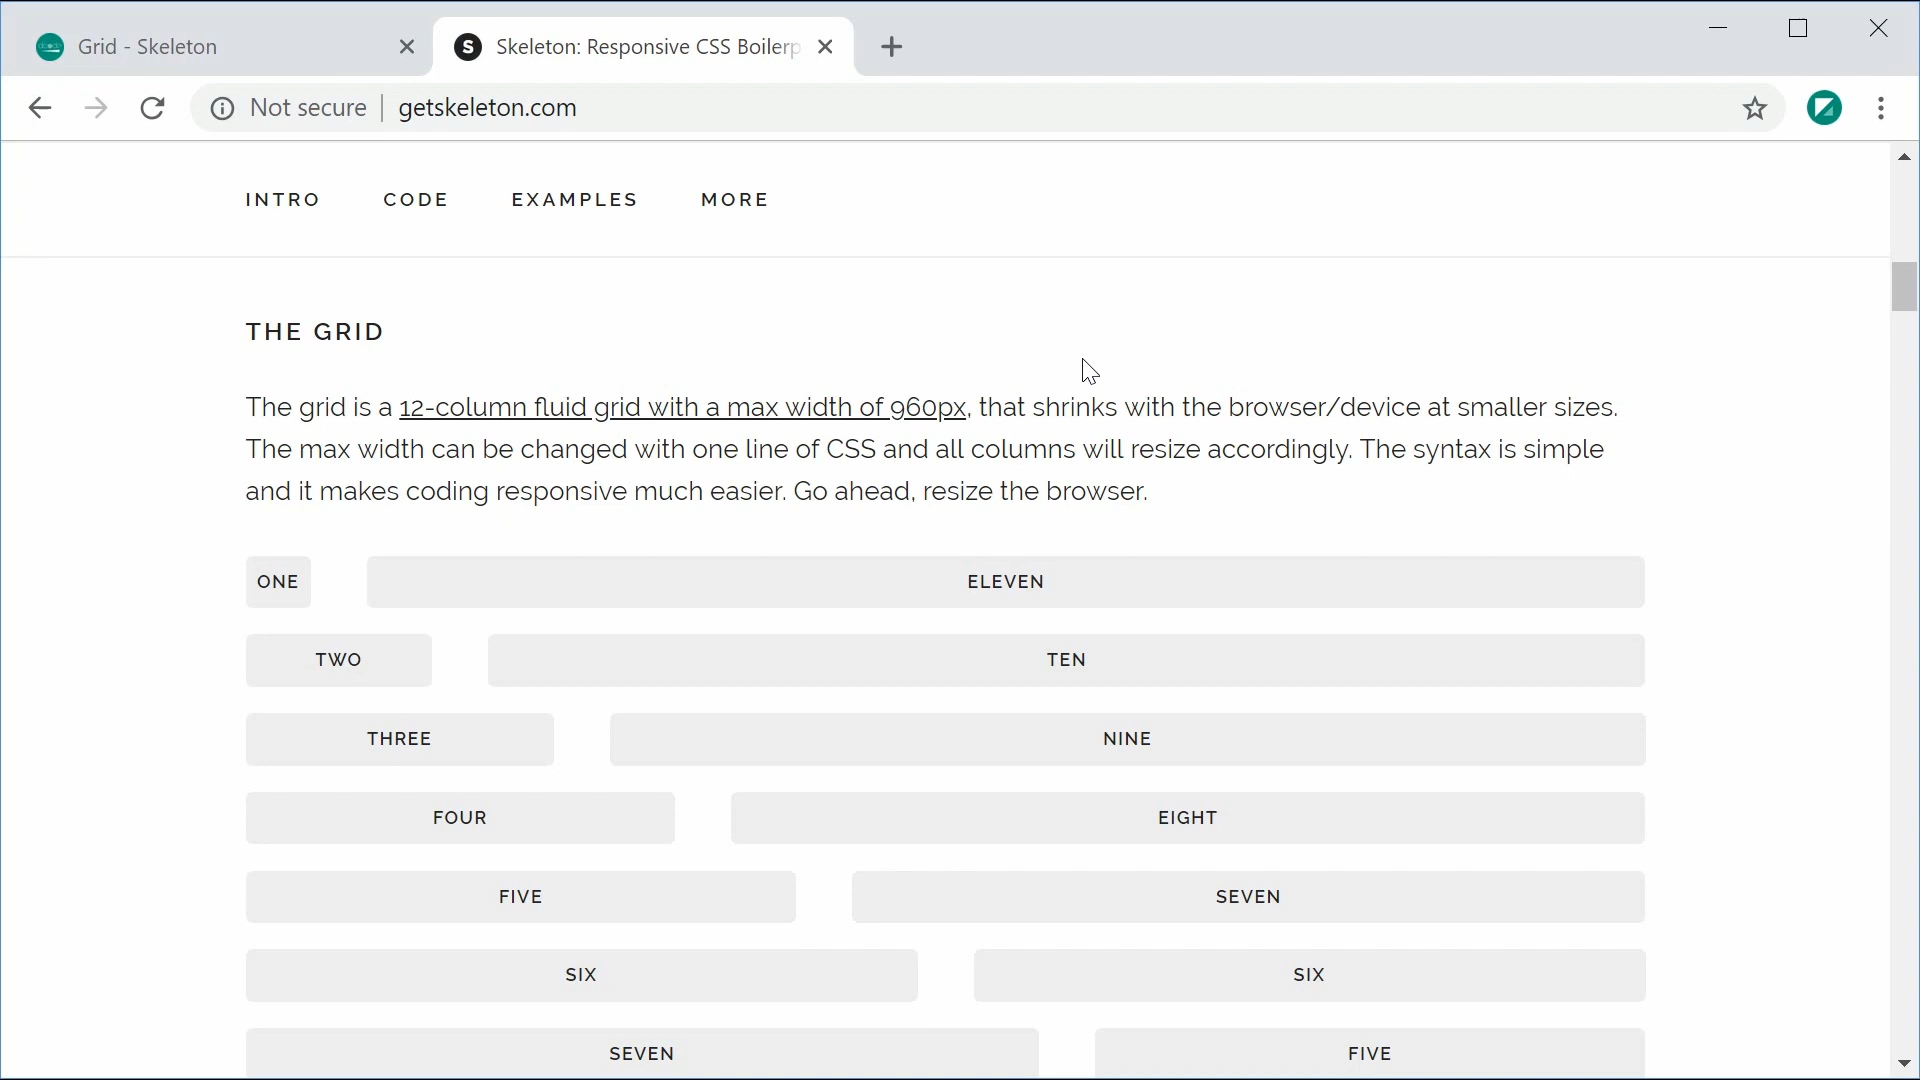 Grid - Skeleton
Skeleton: Responsive CSS Boilerp
Not secure
getskeleton.com
INTRO CODE EXAMPLES MORE
THE GRID
The grid is a 12-column fluid grid with a max width of 960px, that shrinks with the browser/device at smaller sizes.
The max width can be changed with one line of CSS and all columns will resize accordingly. The syntax is simple
and it makes coding responsive much easier. Go ahead, resize the browser.
ONE ELEVEN
TWO TEN
THREE NINE
FOUR EIGHT
FIVE SEVEN
SIX SIX
SEVEN FIVE